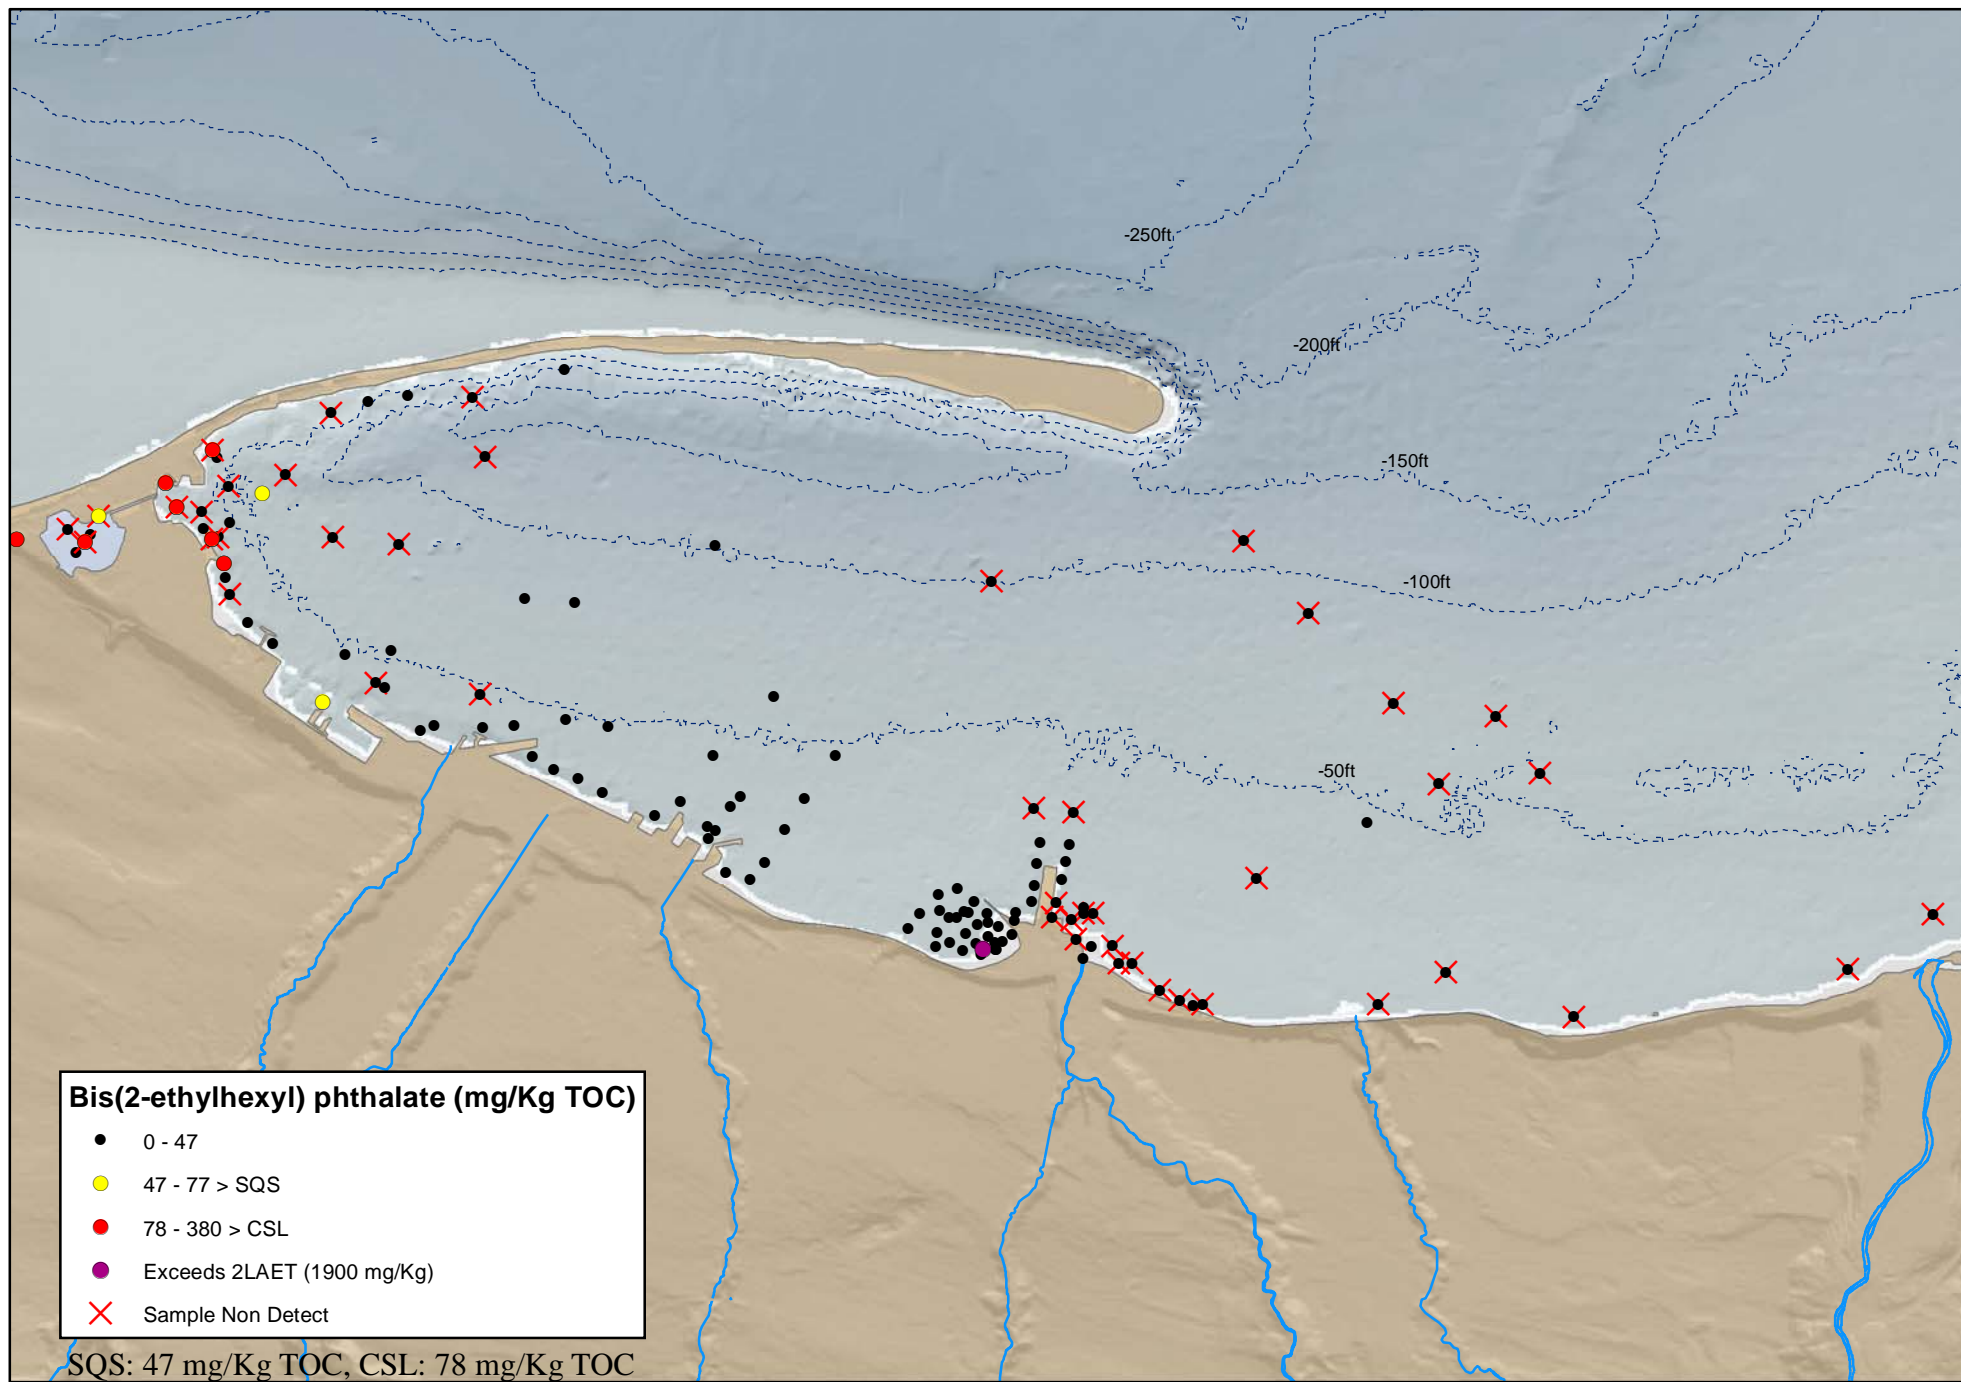 -250ft
-200ft
-150ft
-100ft
-50ft
Bis(2-ethylhexyl) phthalate (mg/Kg TOC)
0 - 47
47 - 77 > SQS
78 - 380 > CSL
Exceeds 2LAET (1900 mg/Kg)
Sample Non Detect
SQS: 47 mg/Kg TOC, CSL: 78 mg/Kg TOC